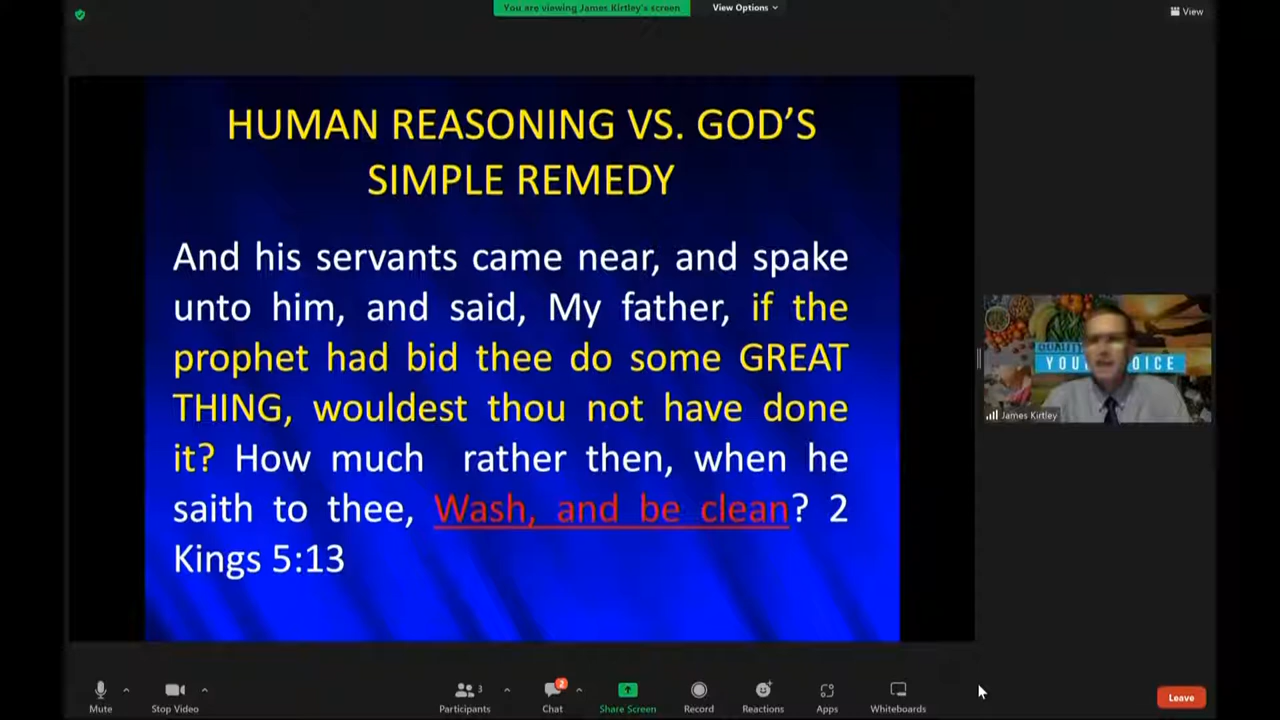 You are viewing James Kirtley's screen
View Options
View
HUMAN REASONING VS. GOD'S
SIMPLE REMEDY
And his servants came near, and spake
unto him, and said, My father, if the
prophet had bid thee do some GREAT
THING, wouldest thou not have done
it? How much rather then, when he
saith to thee, Wash, and be clean? 2
Kings 5:13
James Kirtley
Mute
Stop Video
Participants
3
Chat
2
Share Screen
Record
Reactions
Apps
Whiteboards
Leave